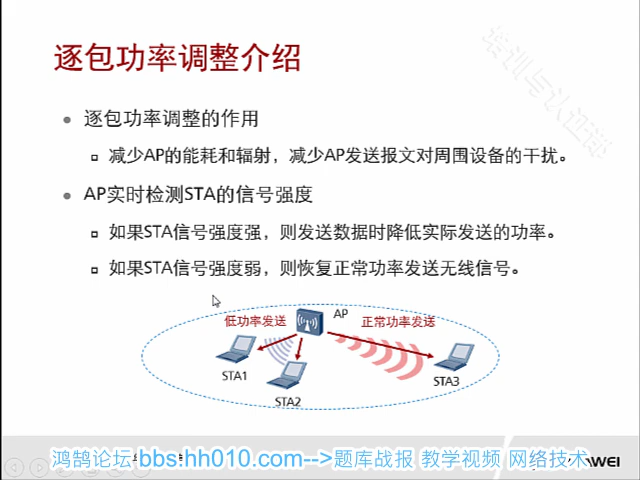 逐包功率调整介绍
培训与认证部
逐包功率调整的作用
减少AP的能耗和辐射，减少AP发送报文对周围设备的干扰。
AP实时检测STA的信号强度
如果STA信号强度强，则发送数据时降低实际发送的功率。
如果STA信号强度弱，则恢复正常功率发送无线信号。
低功率发送
AP
正常功率发送
STA1
STA2
STA3
鸿鹄论坛 bbshh010.com-->题库战报 教学视频 网络技术